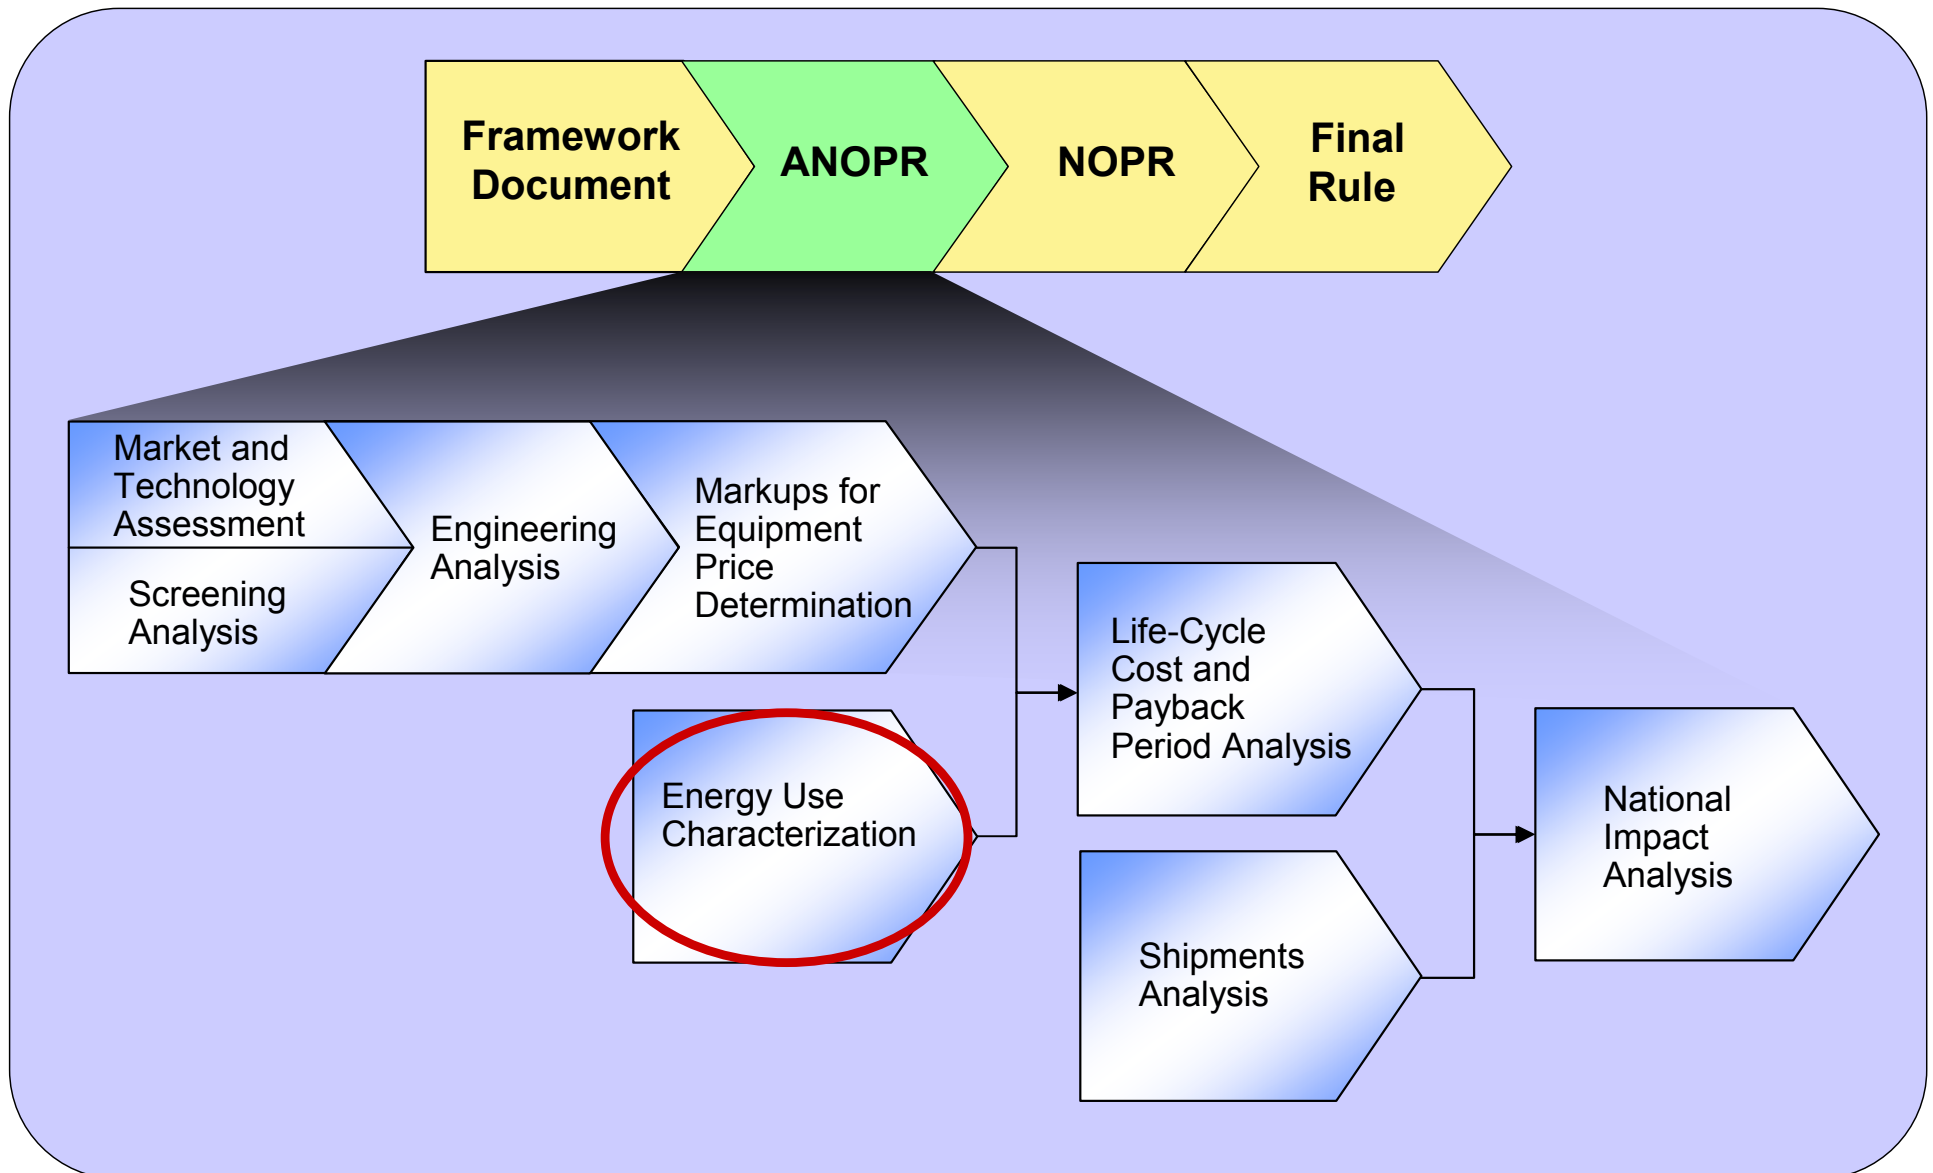 Framework
Document
ANOPR
NOPR
Final
Rule
Market and
Technology
Assessment
Screening
Analysis
Engineering
Analysis
Markups for
Equipment
Price
Determination
Energy Use
Characterization
Life-Cycle
Cost and
Payback
Period Analysis
Shipments
Analysis
National
Impact
Analysis